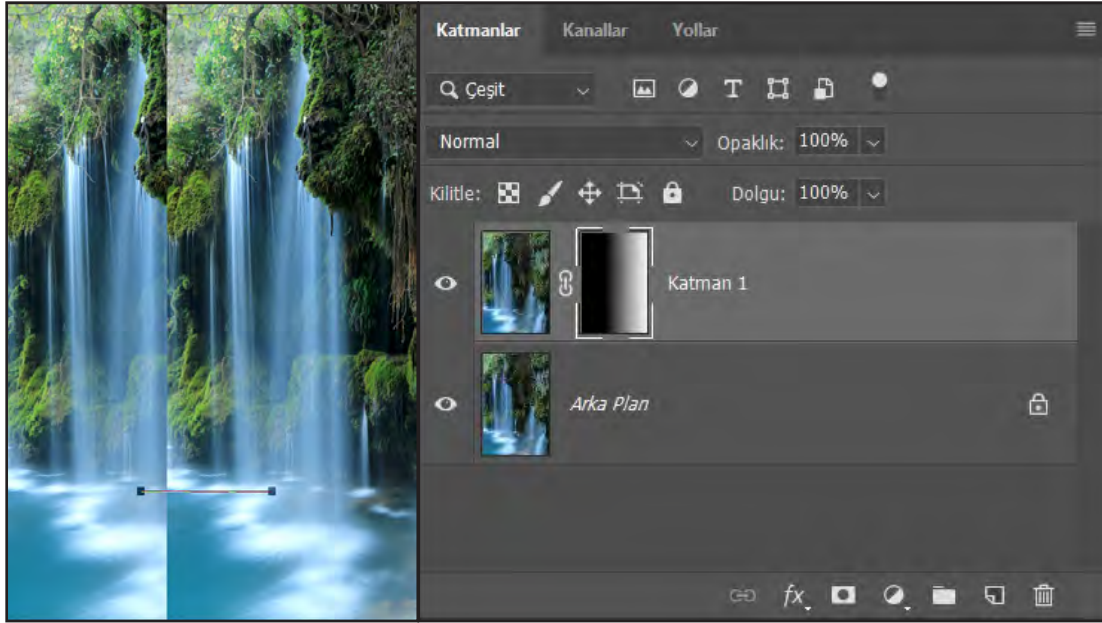 Katmanlar Kanallar Yollar
Çeşit
Normal Opaklık: 100%
Kilitle: Dolgu: 100%
Katman 1
Arka Plan
fx